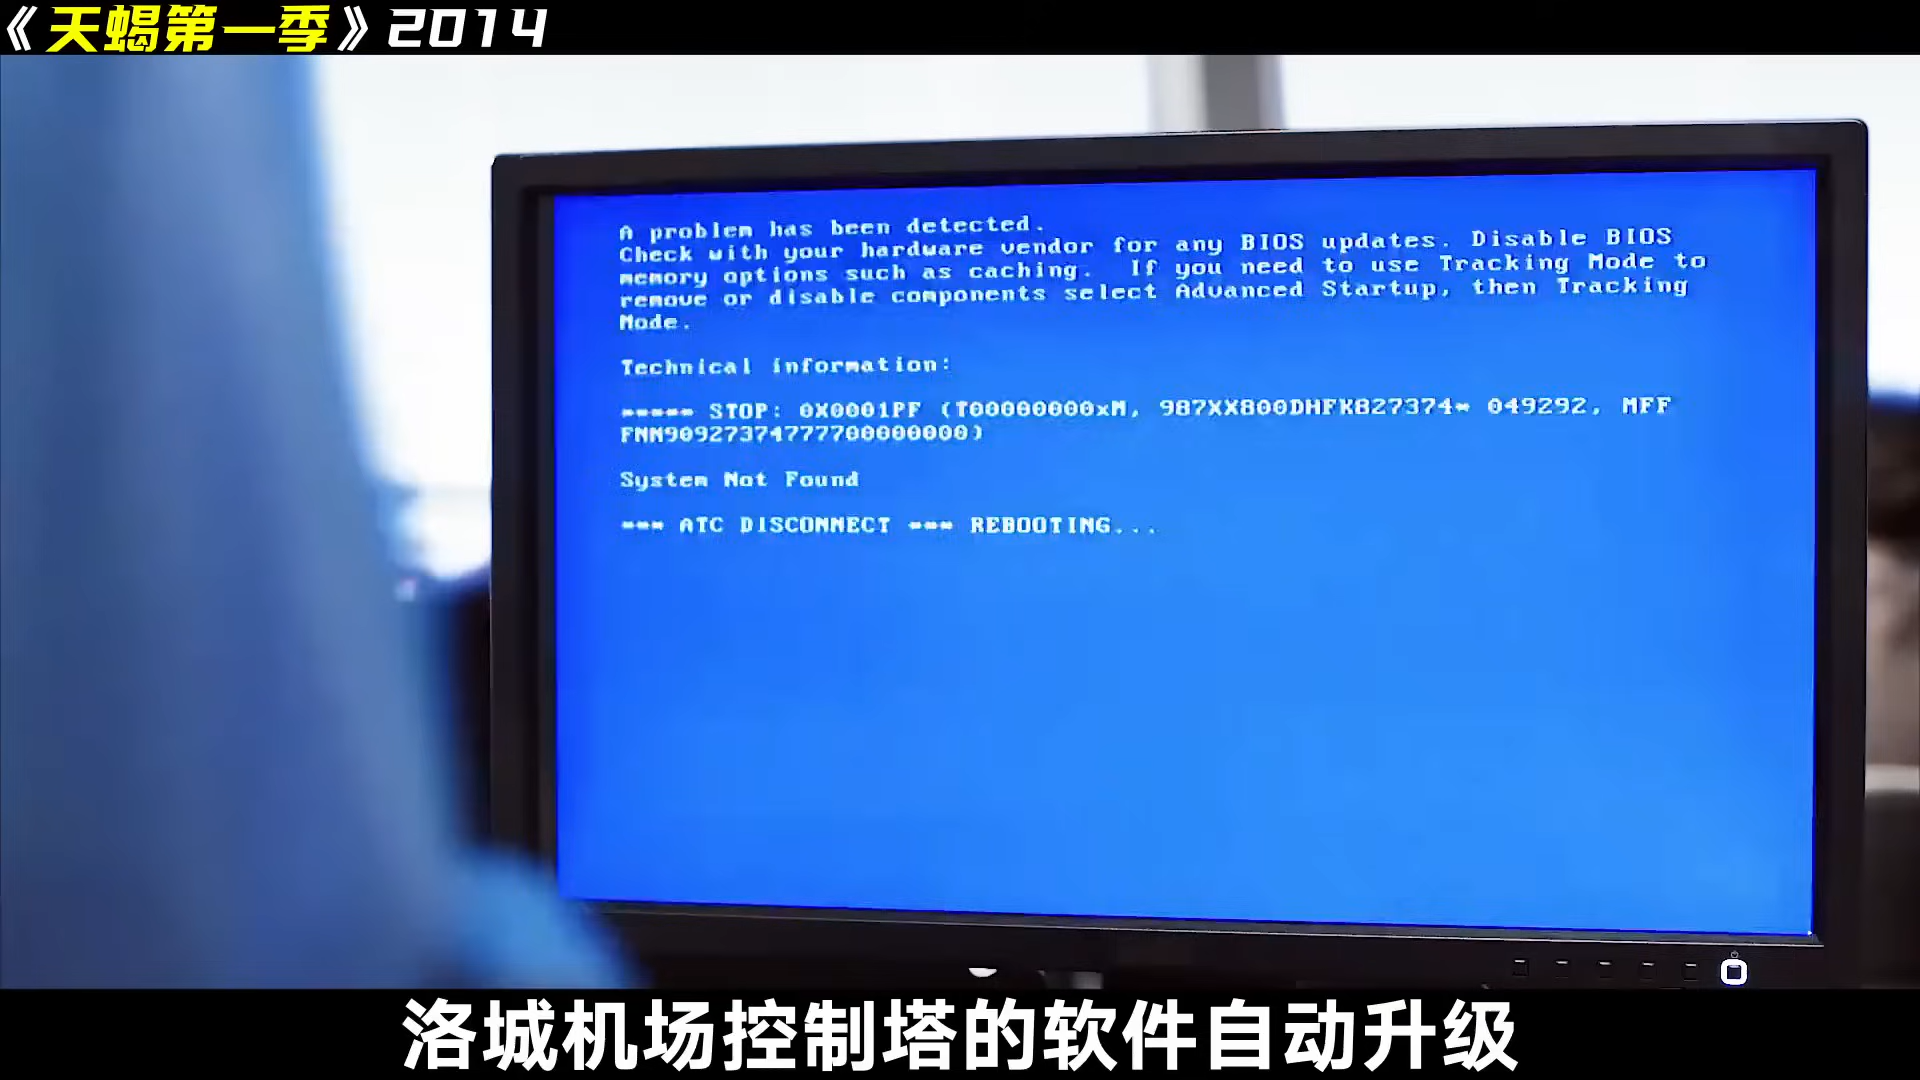 《天蝎第一季》2014
A problem has been detected.
Check with your hardware vendor for any BIOS updates. Disable BIOS
memory options such as caching. If you need to use Tracking Mode to
remove or disable components select Advanced Startup, then Tracking
Mode.
Technical information:
***** STOP: 0X0001PF (T00000000xM, 987XX800DHFKB27374* 049292, MFF
FNM90927374777700000000)
System Not Found
*** ATC DISCONNECT *** REBOOTING...
洛城机场控制塔的软件自动升级